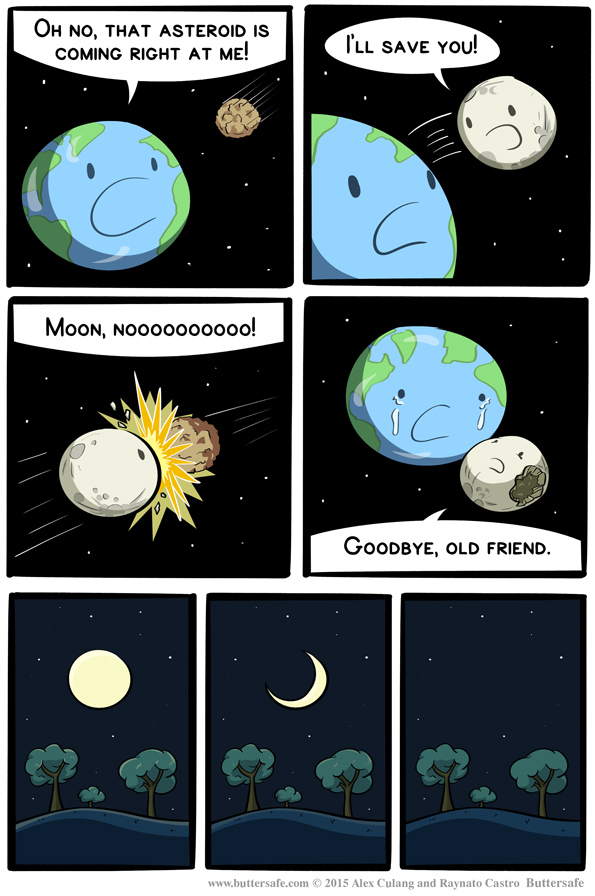 Oh no, that asteroid is
coming right at me!
I'll save you!
Moon, noooooooooo!
Goodbye, old friend.
www.buttersafe.com © 2015 Alex Culang and Raynato Castro Buttersafe